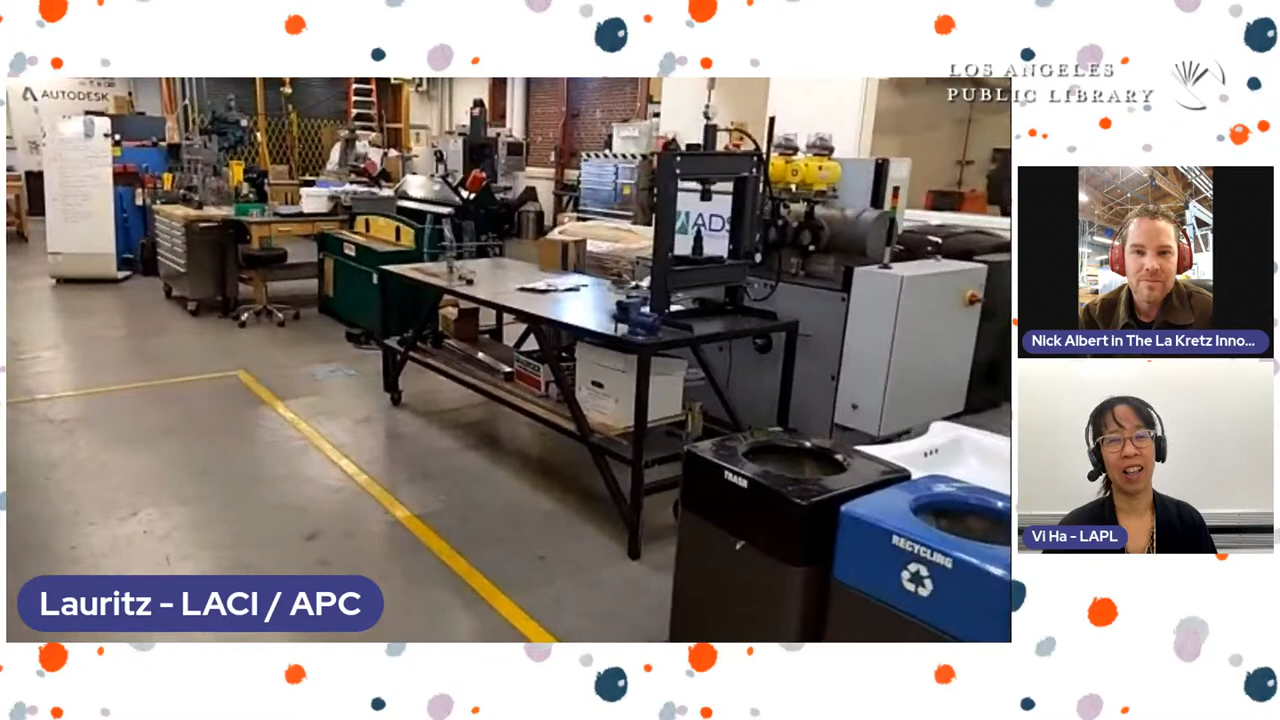 LOS ANGELES
PUBLIC LIBRARY
AUTODESK
ADS
TRASH
RECYCLING
Nick Albert in The La Kretz Inno...
Vi Ha - LAPL
Lauritz - LACI / APC